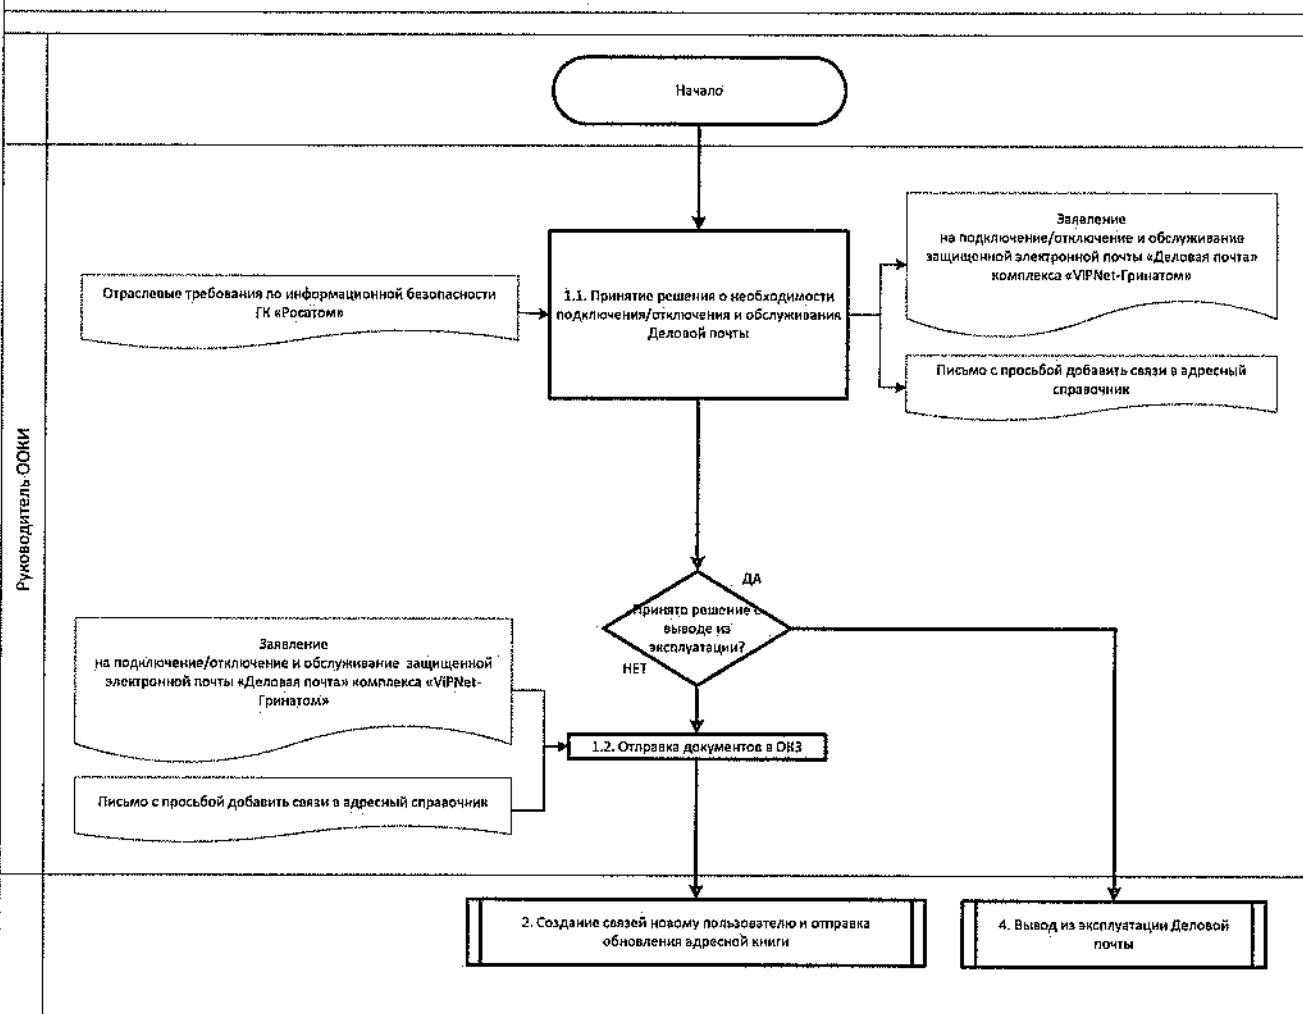 Начало
Заявление
на подключение/отключение и обслуживание
защищенной электронной почты «Деловая почта»
комплекса «ViPNet-Гринатом»
Отраслевые требования по информационной безопасности
ГК «Росатом»
1.1. Принятие решения о необходимости
подключения/отключения и обслуживания
Деловой почты
Письмо с просьбой добавить связи в адресный
справочник
Руководитель ООКИ
ДА
Принято решение о
выводе из
эксплуатации?
НЕТ
Заявление
на подключение/отключение и обслуживание защищенной
электронной почты «Деловая почта» комплекса «ViPNet-
Гринатом»
1.2. Отправка документов в ОКЗ
Письмо с просьбой добавить связи в адресный справочник
2. Создание связей новому пользователю и отправка
обновления адресной книги
4. Вывод из эксплуатации Деловой
почты